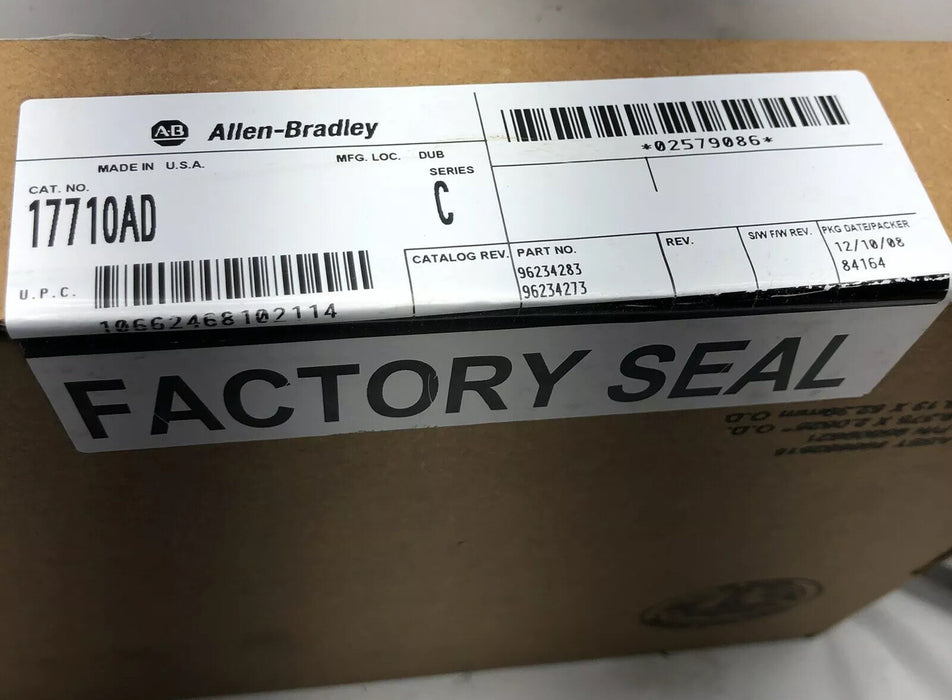 AB Allen-Bradley
MADE IN U.S.A. MFG. LOC. DUB
CAT. NO. SERIES
1771OAD C
U.P.C.
10662468102114
*02579086*
CATALOG REV. PART NO. REV. S/W F/W REV. PKG DATE/PACKER
96234283 12/10/08
96234273 84164
FACTORY SEAL
O.D.
O.D.